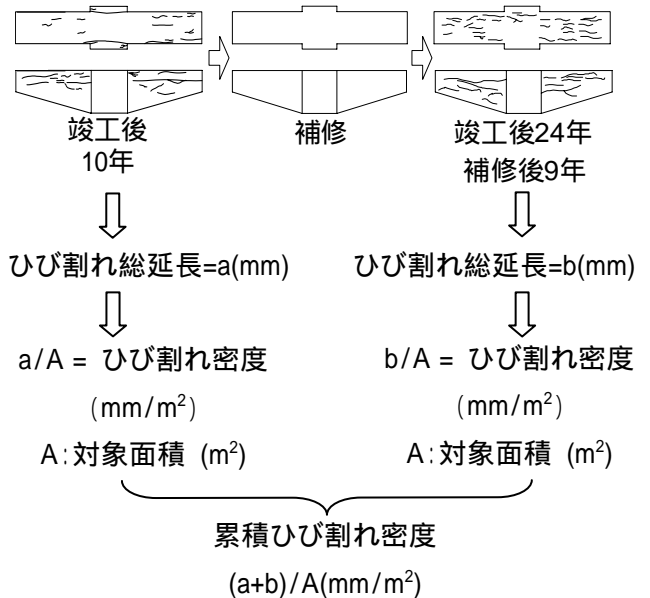 竣工後
10年
補修
竣工後24年
補修後9年
ひび割れ総延長=a(mm)
ひび割れ総延長=b(mm)
a/A = ひび割れ密度
(mm/m²)
A:対象面積 (m²)
b/A = ひび割れ密度
(mm/m²)
A:対象面積 (m²)
累積ひび割れ密度
(a+b)/A(mm/m²)